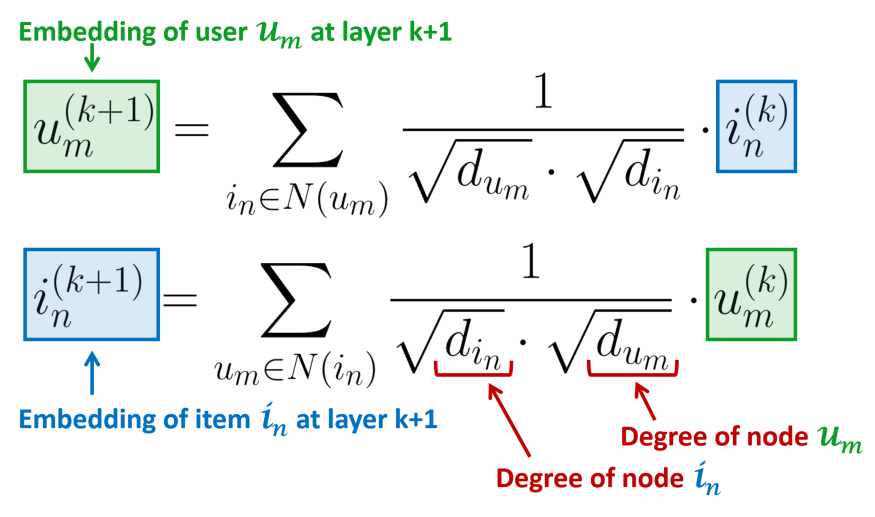 Embedding of user $u_m$ at layer k+1
$u_m^{(k+1)} = \sum_{i_n \in N(u_m)} \frac{1}{\sqrt{d_{u_m}} \cdot \sqrt{d_{i_n}}} \cdot i_n^{(k)}$
$i_n^{(k+1)} = \sum_{u_m \in N(i_n)} \frac{1}{\sqrt{d_{i_n}} \cdot \sqrt{d_{u_m}}} \cdot u_m^{(k)}$
Embedding of item $i_n$ at layer k+1
Degree of node $u_m$
Degree of node $i_n$